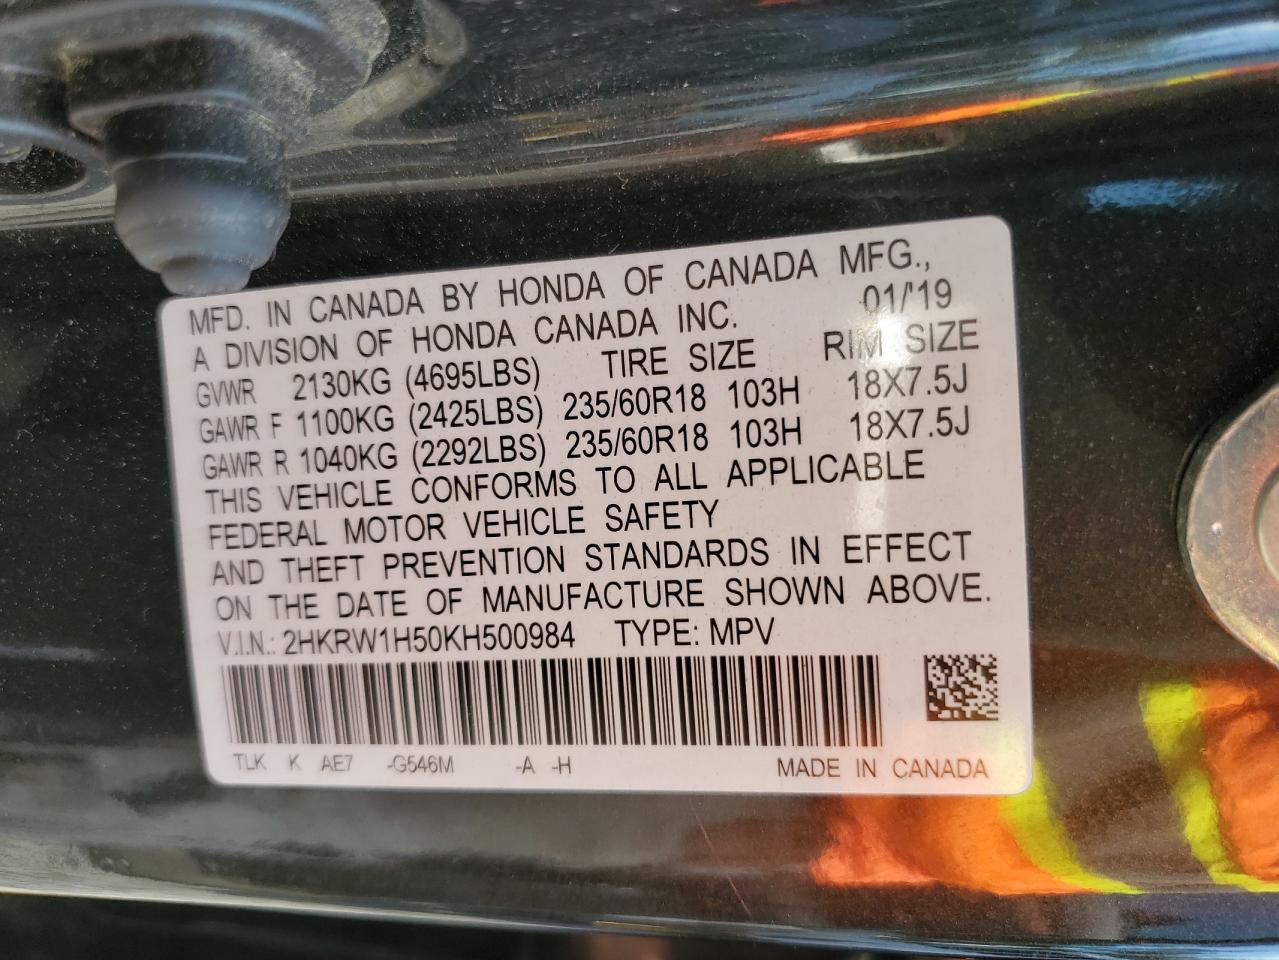 MFD. IN CANADA BY HONDA OF CANADA MFG.,
A DIVISION OF HONDA CANADA INC. 01/'19
GVWR 2130KG (4695LBS) TIRE SIZE RIM SIZE
GAWR F 1100KG (2425LBS) 235/60R18 103H 18X7.5J
GAWR R 1040KG (2292LBS) 235/60R18 103H 18X7.5J
THIS VEHICLE CONFORMS TO ALL APPLICABLE
FEDERAL MOTOR VEHICLE SAFETY
AND THEFT PREVENTION STANDARDS IN EFFECT
ON THE DATE OF MANUFACTURE SHOWN ABOVE.
V.I.N.: 2HKRW1H50KH500984 TYPE: MPV
TLK K AE7 -G546M -A -H MADE IN CANADA